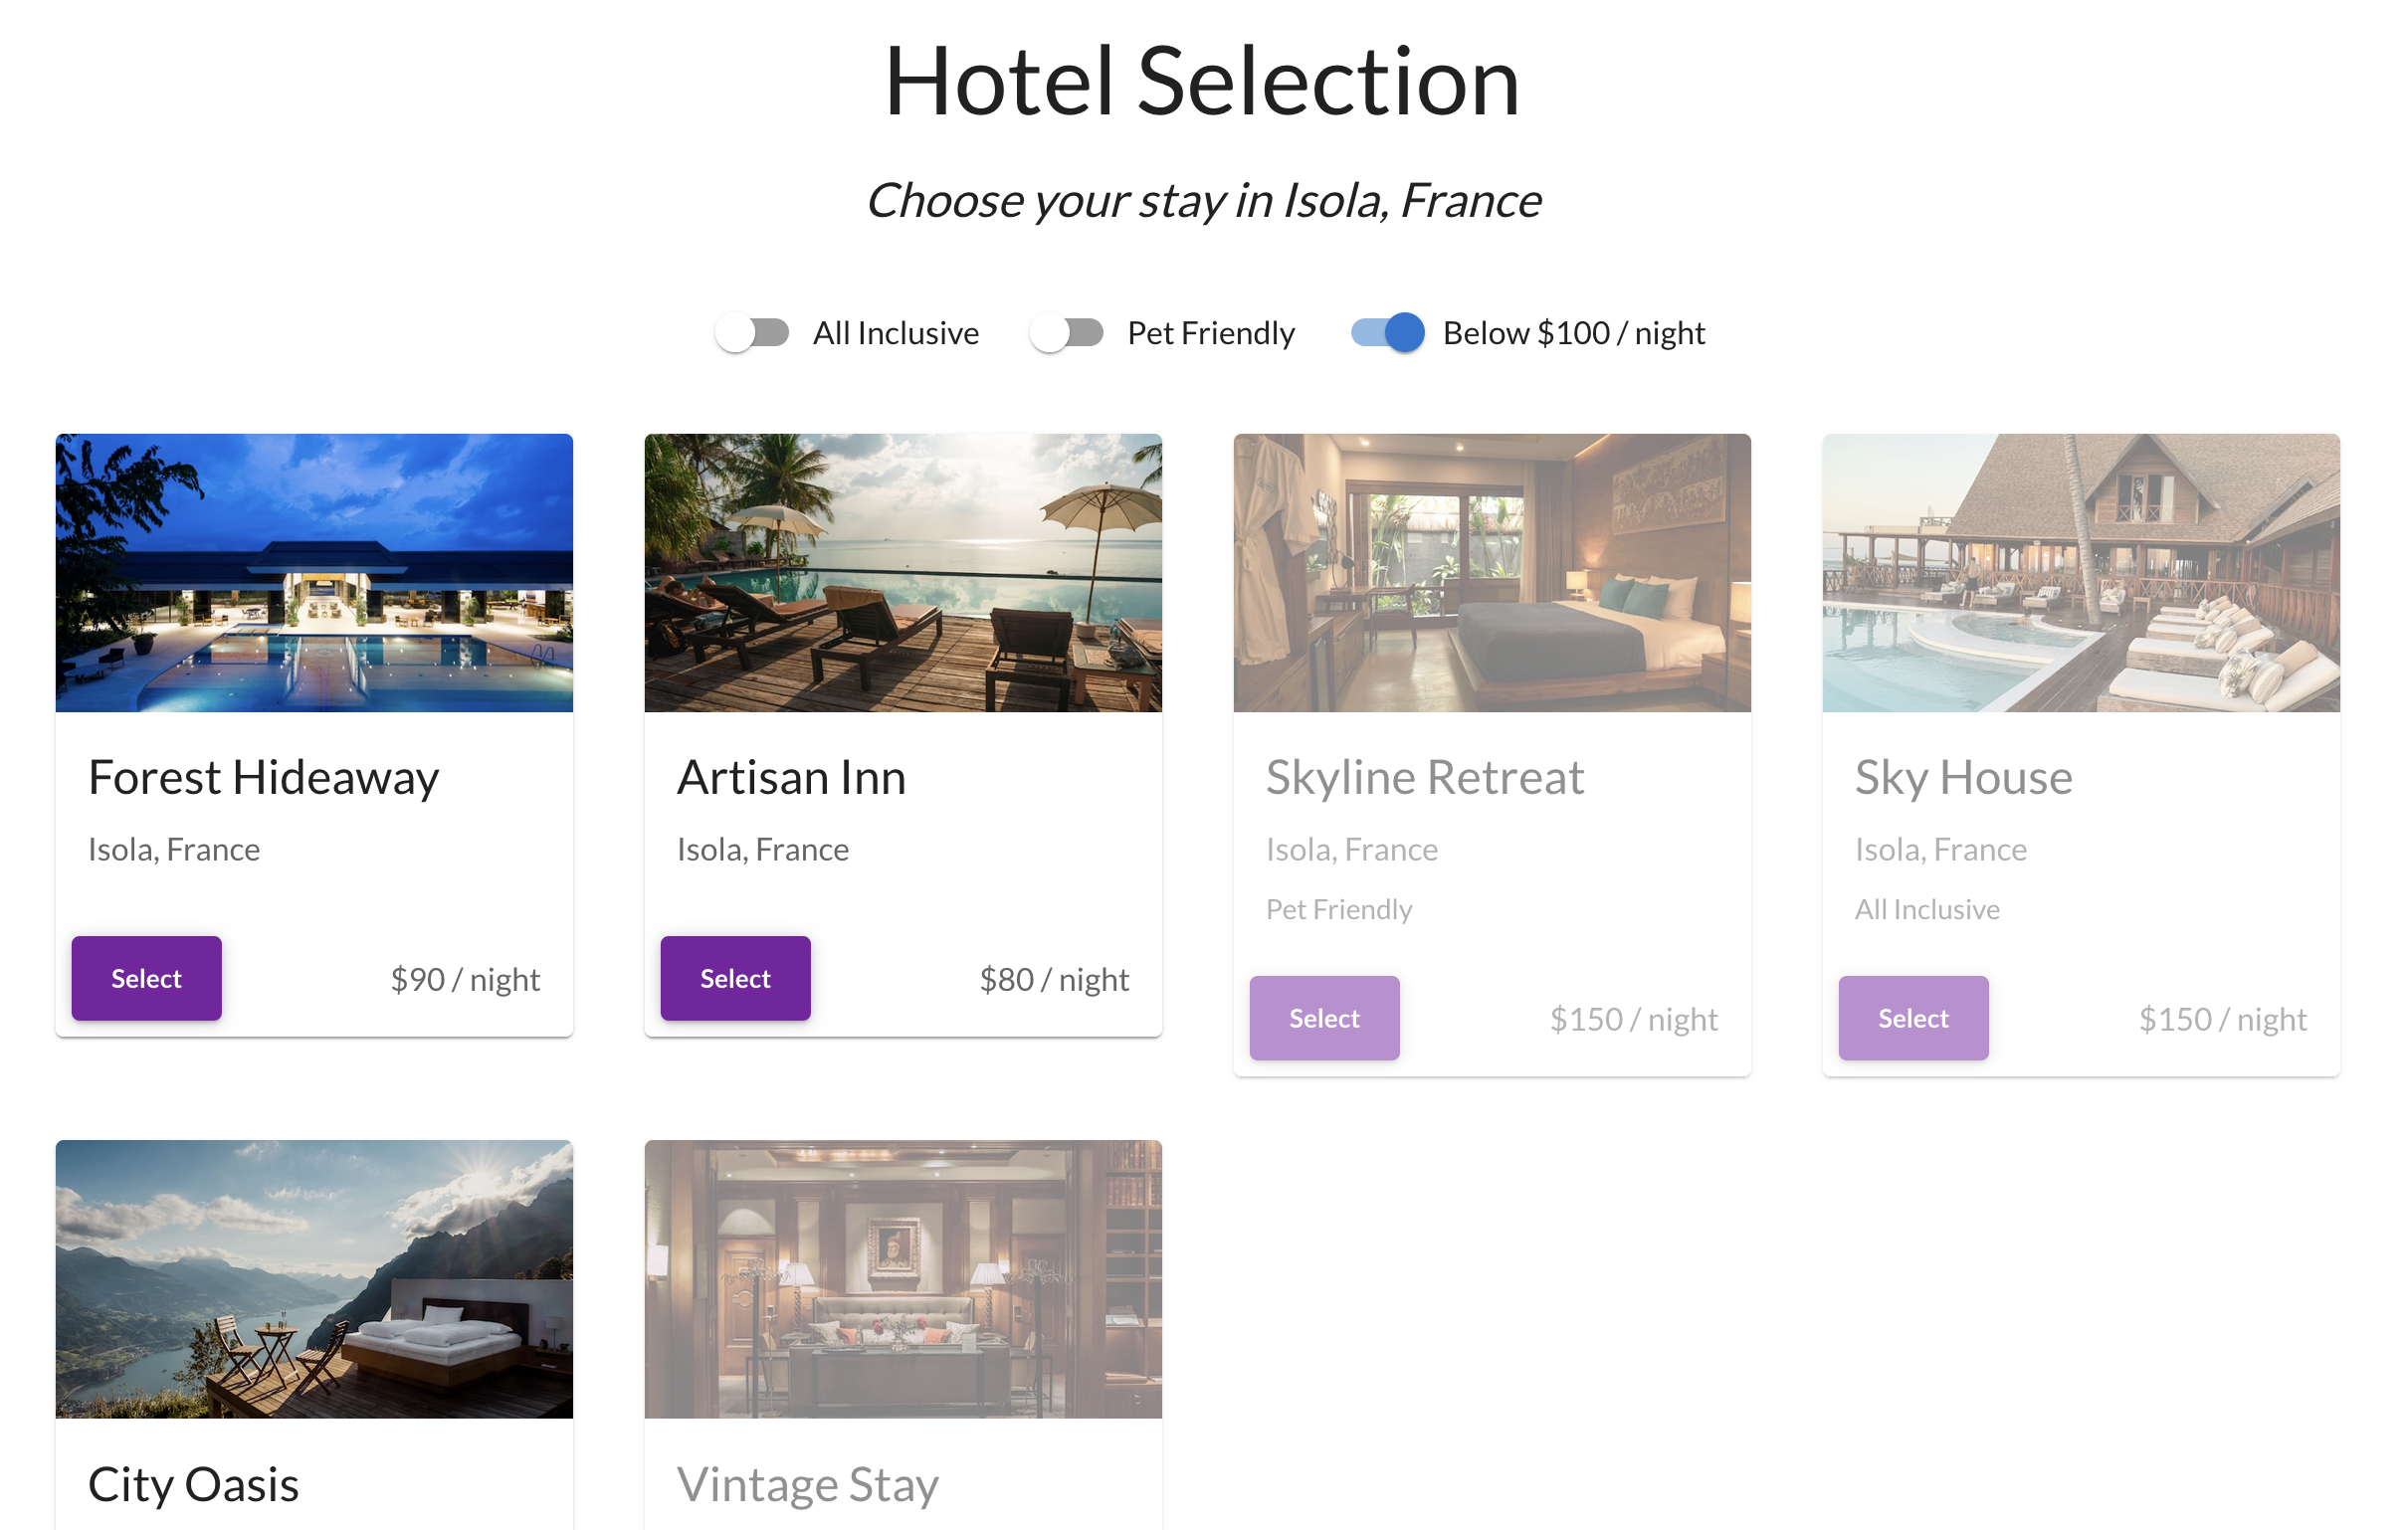 Hotel Selection
Choose your stay in Isola, France
All Inclusive
Pet Friendly
Below $100 / night
Forest Hideaway
Isola, France
Select
$90 / night
Artisan Inn
Isola, France
Select
$80 / night
Skyline Retreat
Isola, France
Pet Friendly
Select
$150 / night
Sky House
Isola, France
All Inclusive
Select
$150 / night
City Oasis
Vintage Stay